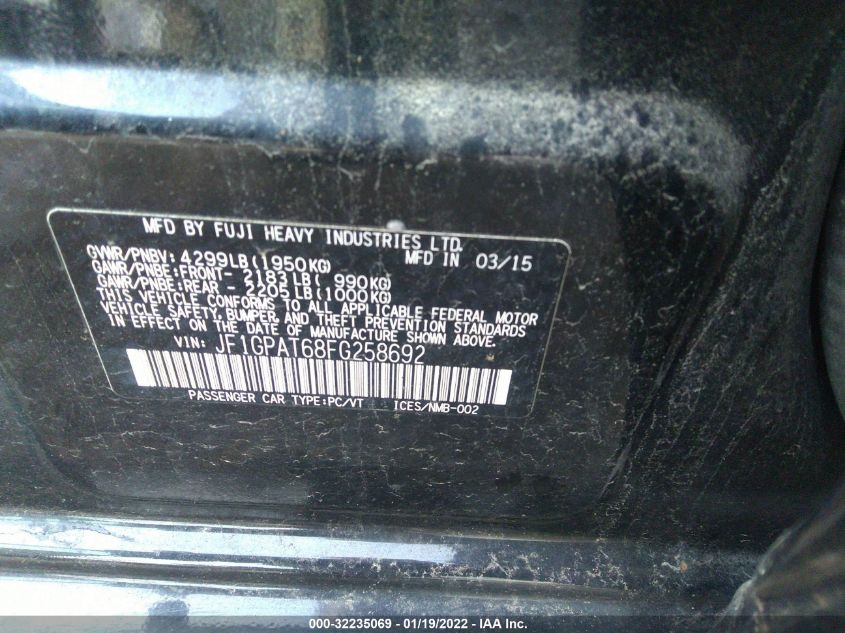 MFD BY FUJI HEAVY INDUSTRIES LTD.
GVWR/PNBV: 4299LB(1950KG) MFD IN 03/15
GAWR/PNBE:FRONT- 2183LB( 990KG)
GAWR/PNBE:REAR - 2205LB(1000KG)
THIS VEHICLE CONFORMS TO ALL APPLICABLE FEDERAL MOTOR
VEHICLE SAFETY, BUMPER, AND THEFT PREVENTION STANDARDS
IN EFFECT ON THE DATE OF MANUFACTURE SHOWN ABOVE.
VIN: JF1GPAT68FG258692
PASSENGER CAR TYPE:PC/VT ICES/NMB-002
000-32235069 - 01/19/2022 - IAA Inc.